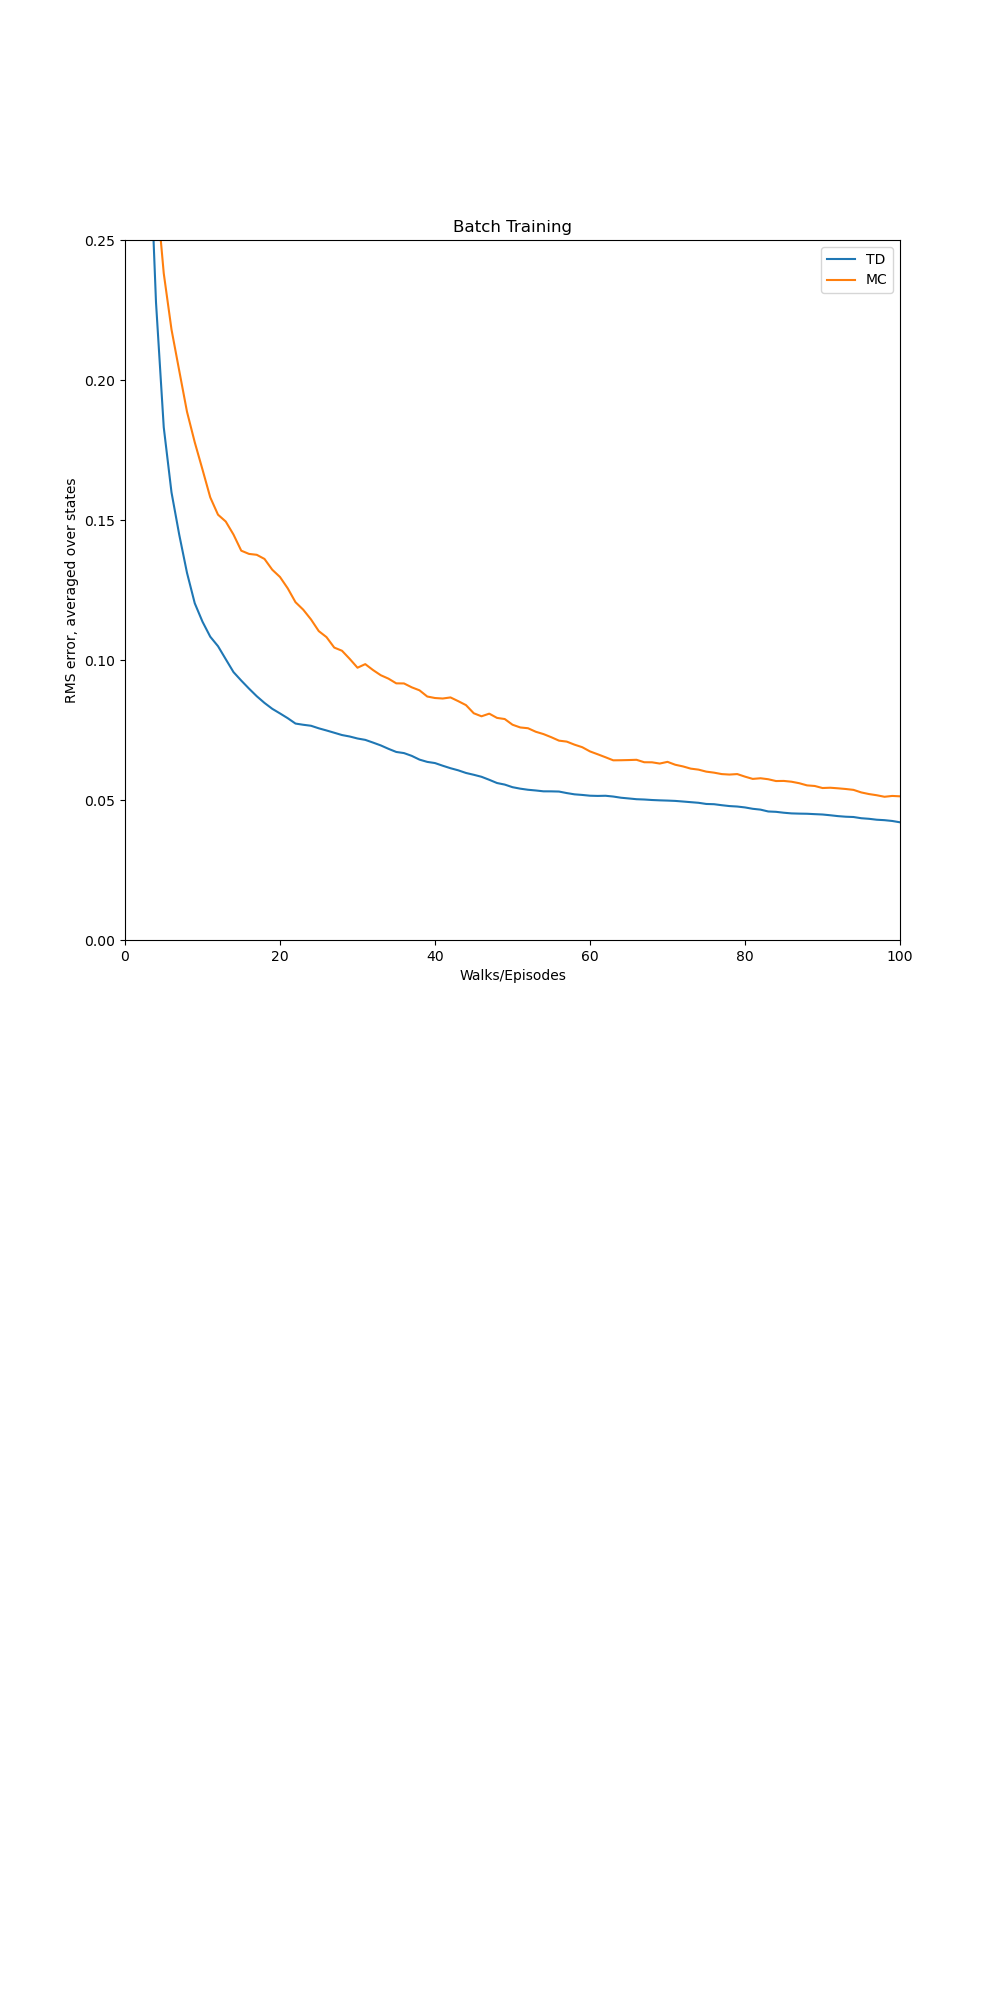 Batch Training
TD
MC
RMS error, averaged over states
0.25
0.20
0.15
0.10
0.05
0.00
0 20 40 60 80 100
Walks/Episodes